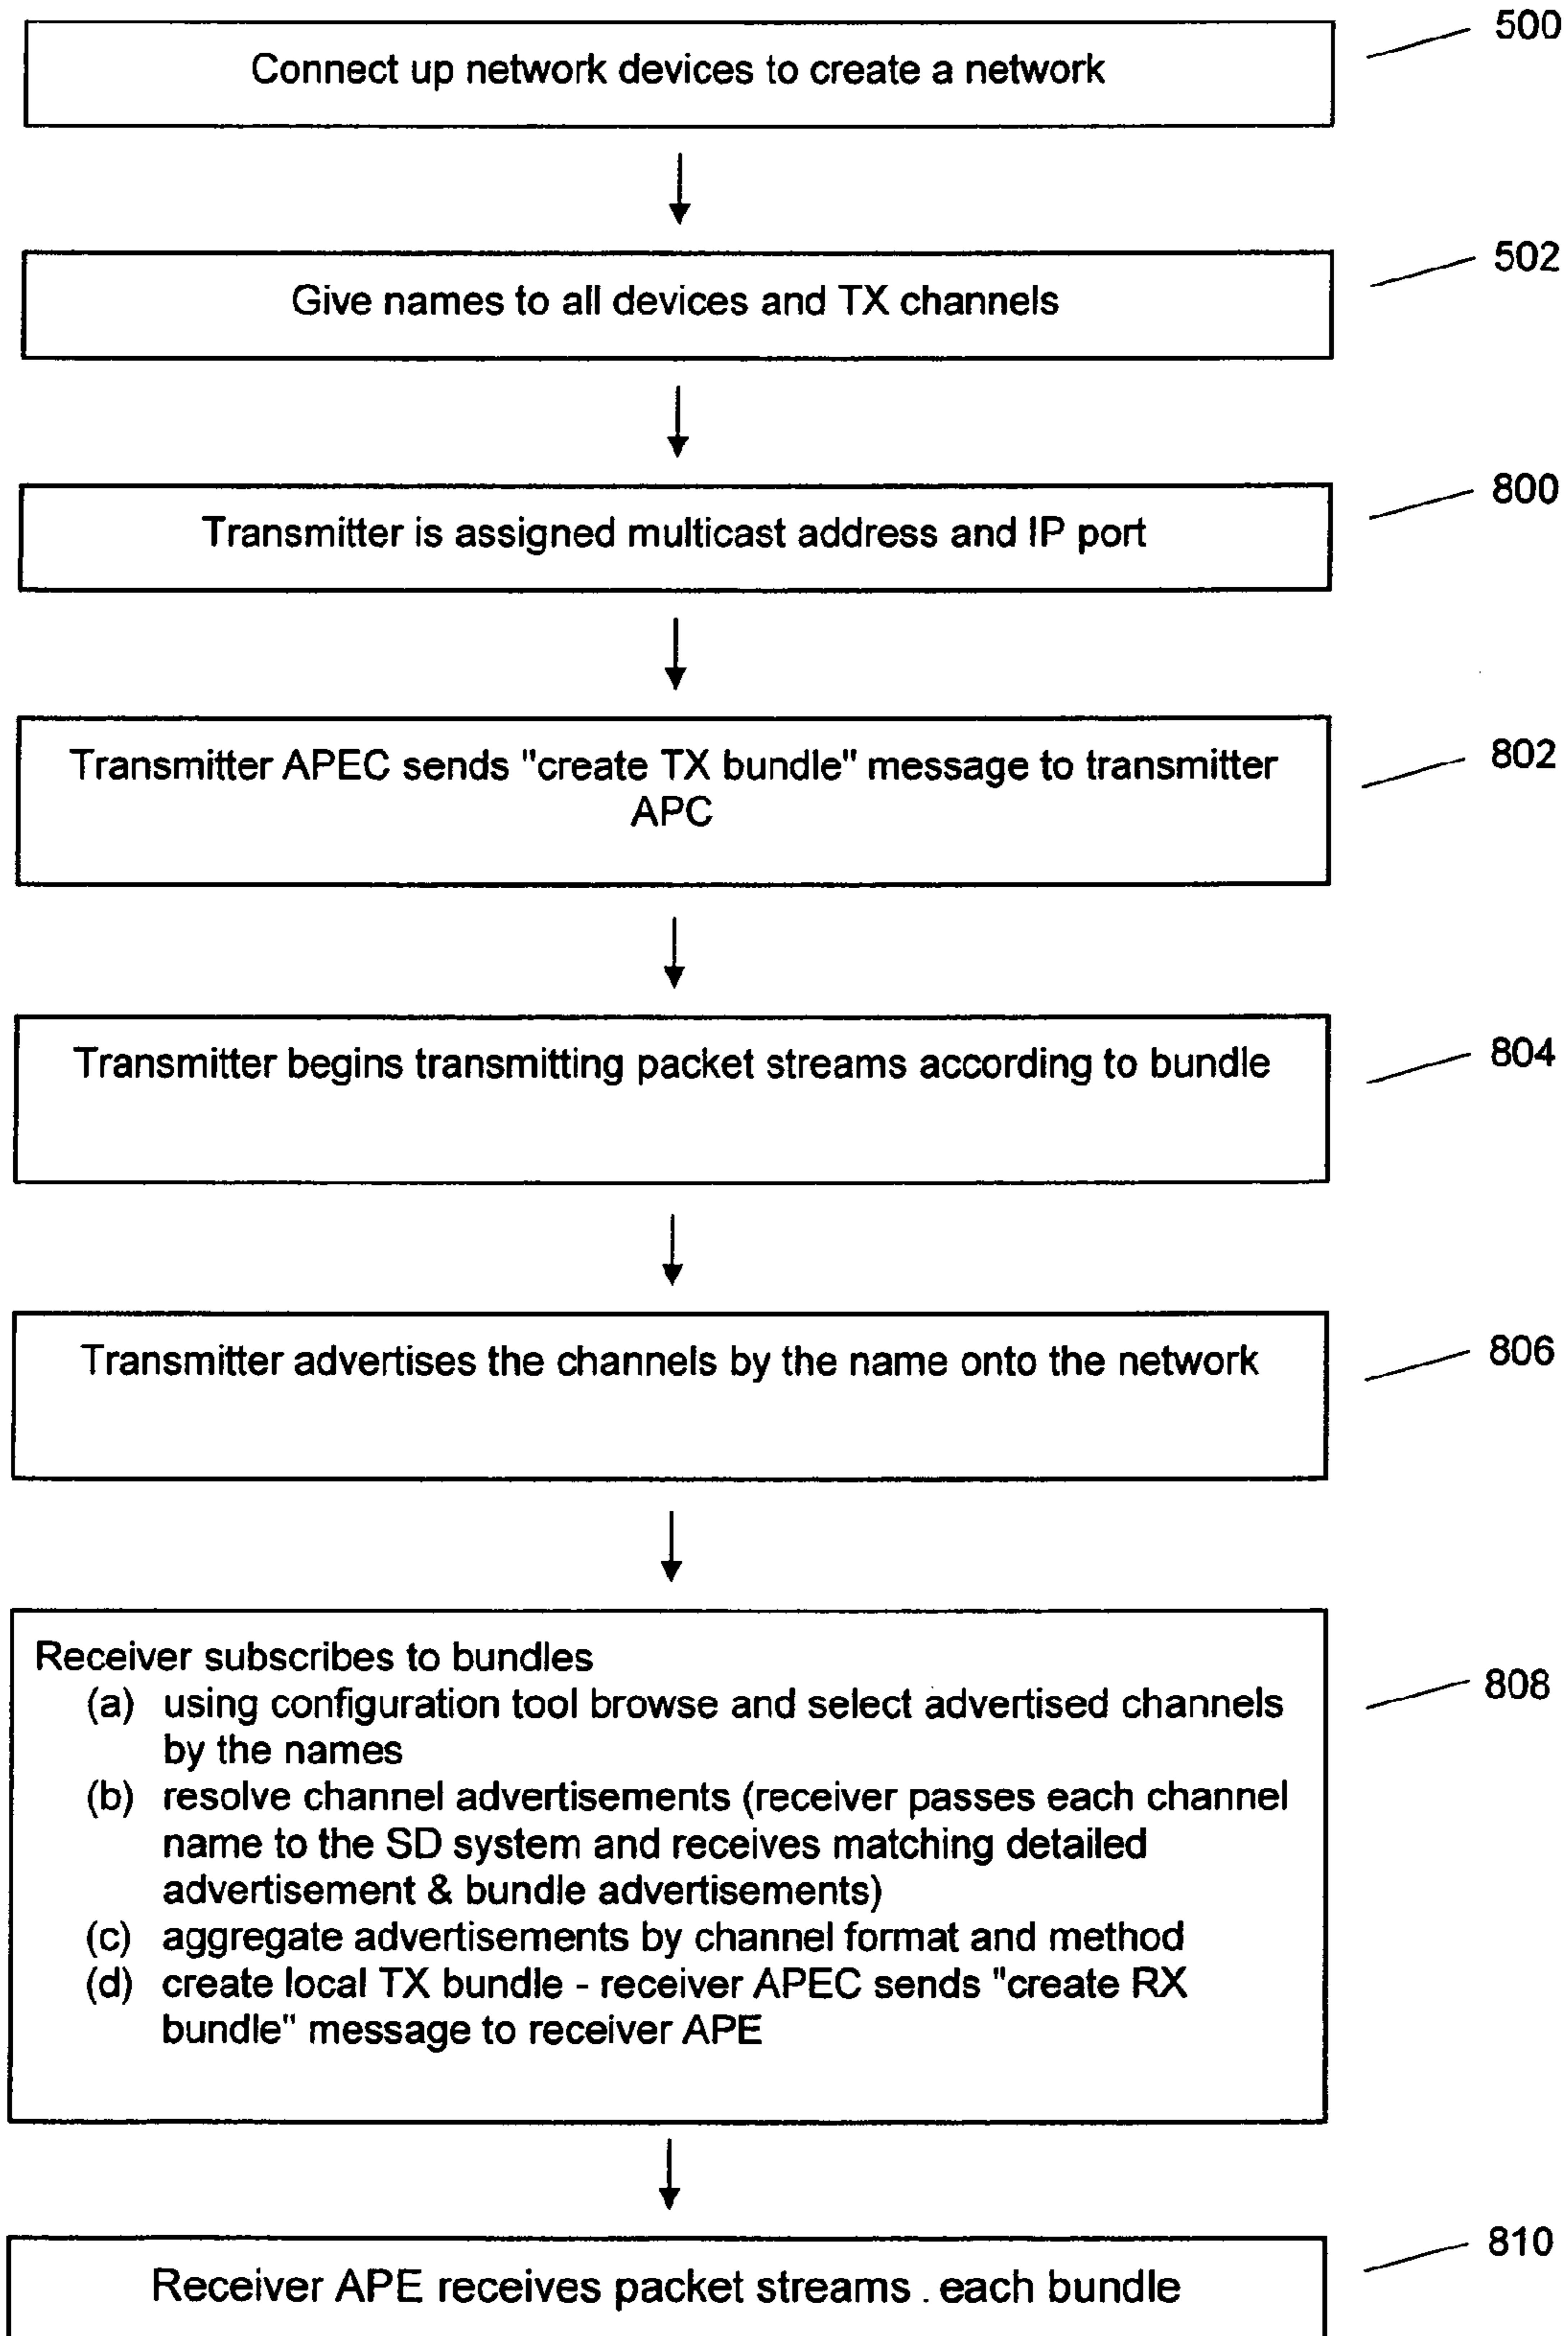 500
Connect up network devices to create a network
502
Give names to all devices and TX channels
800
Transmitter is assigned multicast address and IP port
802
Transmitter APEC sends "create TX bundle" message to transmitter
APC
804
Transmitter begins transmitting packet streams according to bundle
806
Transmitter advertises the channels by the name onto the network
808
Receiver subscribes to bundles
(a) using configuration tool browse and select advertised channels
by the names
(b) resolve channel advertisements (receiver passes each channel
name to the SD system and receives matching detailed
advertisement & bundle advertisements)
(c) aggregate advertisements by channel format and method
(d) create local TX bundle - receiver APEC sends "create RX
bundle" message to receiver APE
810
Receiver APE receives packet streams . each bundle